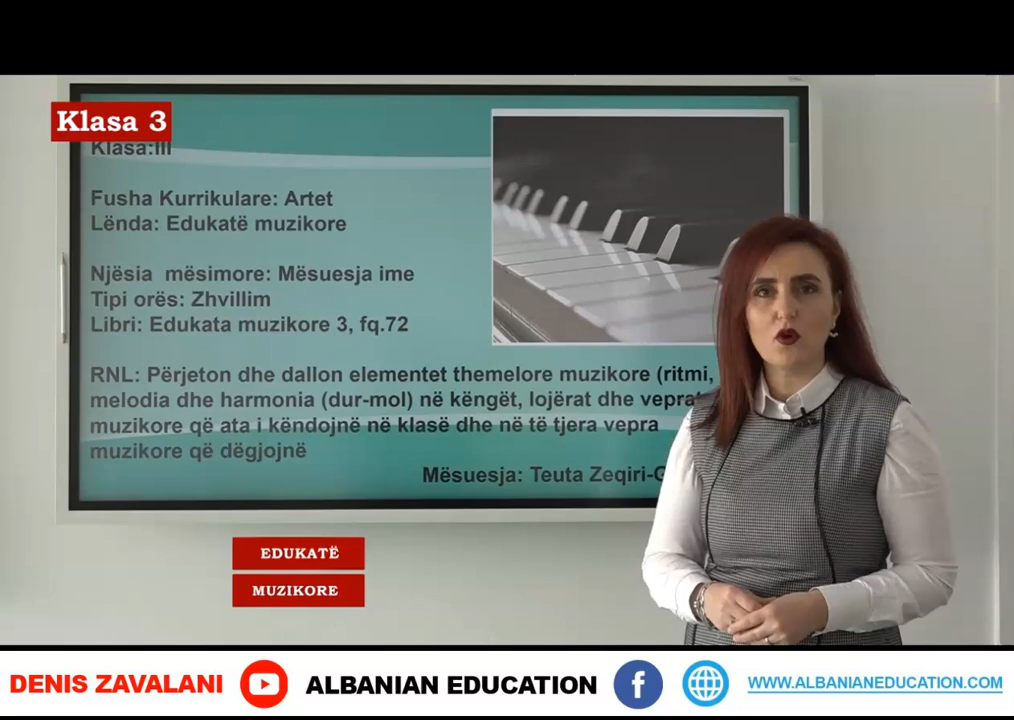 Klasa 3
Klasa:III
Fusha Kurrikulare: Artet
Lënda: Edukatë muzikore
Njësia mësimore: Mësuesja ime
Tipi orës: Zhvillim
Libri: Edukata muzikore 3, fq.72
RNL: Përjeton dhe dallon elementet themelore muzikore (ritmi,
melodia dhe harmonia (dur-mol) në këngët, lojërat dhe veprat
muzikore që ata i këndojnë në klasë dhe në të tjera vepra
muzikore që dëgjojnë
Mësuesja: Teuta Zeqiri-G
EDUKATË
MUZIKORE
DENIS ZAVALANI ALBANIAN EDUCATION WWW.ALBANIANEDUCATION.COM